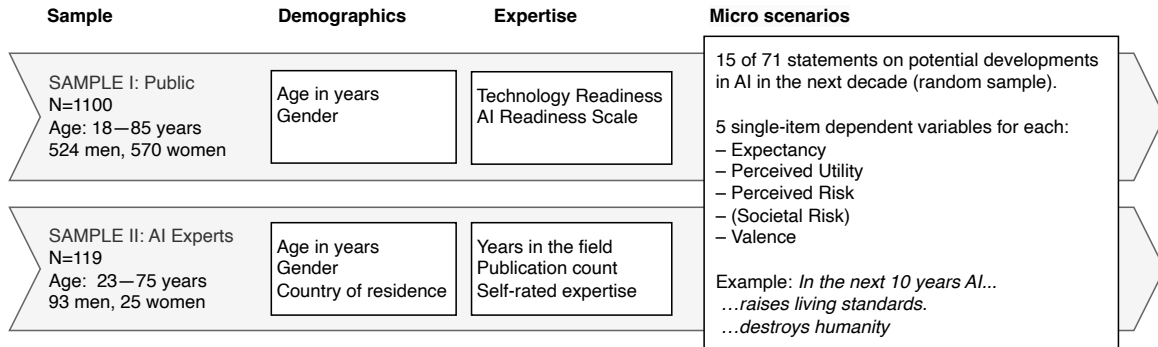 Sample
Demographics
Expertise
Micro scenarios
SAMPLE I: Public
N=1100
Age: 18—85 years
524 men, 570 women
Age in years
Gender
Technology Readiness
AI Readiness Scale
SAMPLE II: AI Experts
N=119
Age:  23—75 years
93 men, 25 women
Age in years
Gender
Country of residence
Years in the field
Publication count
Self-rated expertise
15 of 71 statements on potential developments
in AI in the next decade (random sample).
5 single-item dependent variables for each:
– Expectancy
– Perceived Utility
– Perceived Risk
– (Societal Risk)
– Valence
Example: In the next 10 years AI...
…raises living standards.
…destroys humanity